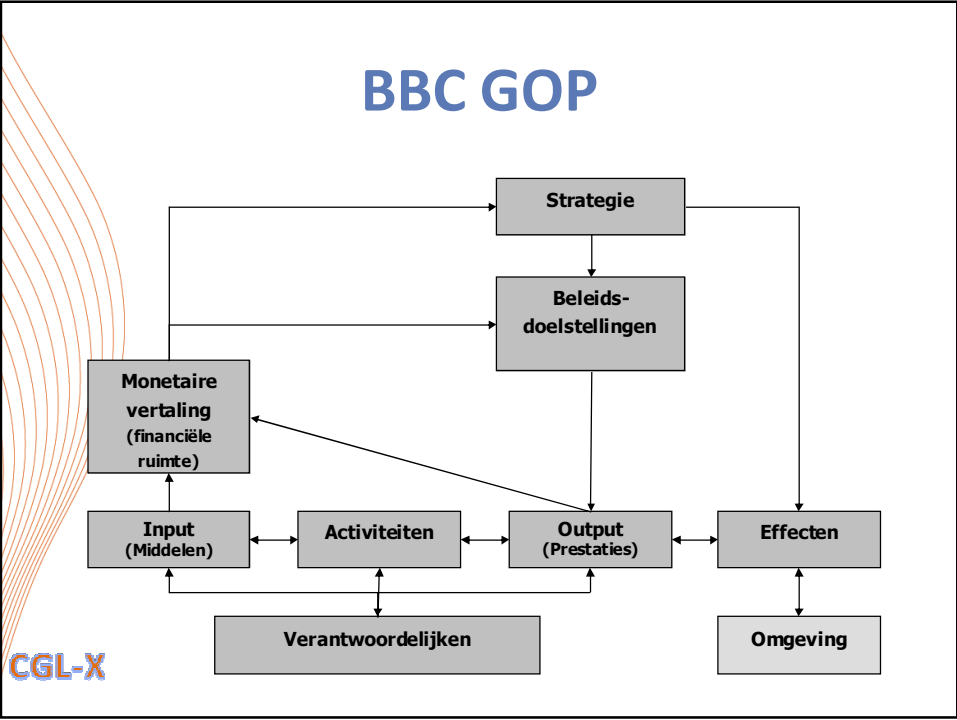 BBC GOP
Strategie
Beleids-
doelstellingen
Monetaire
vertaling
(financiële
ruimte)
Input
(Middelen)
Activiteiten
Output
(Prestaties)
Effecten
Verantwoordelijken
Omgeving
CGL-X